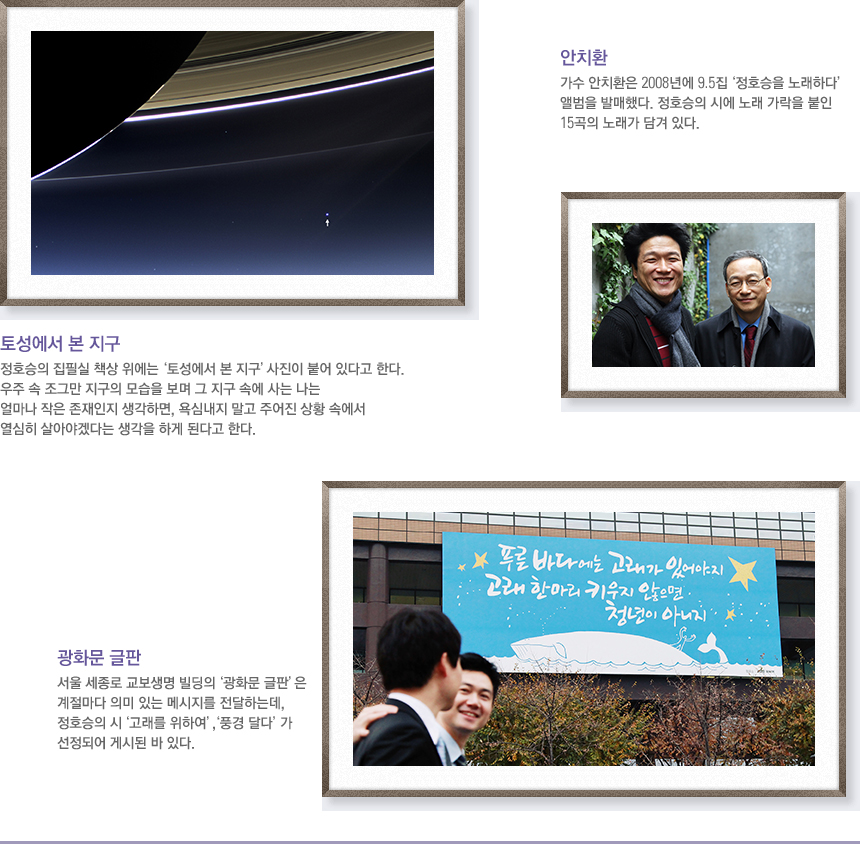 안치환
가수 안치환은 2008년에 9.5집 ‘정호승을 노래하다’
앨범을 발매했다. 정호승의 시에 노래 가락을 붙인
15곡의 노래가 담겨 있다.
토성에서 본 지구
정호승의 집필실 책상 위에는 ‘토성에서 본 지구’ 사진이 붙어 있다고 한다.
우주 속 조그만 지구의 모습을 보며 그 지구 속에 사는 나는
얼마나 작은 존재인지 생각하면, 욕심내지 말고 주어진 상황 속에서
열심히 살아야겠다는 생각을 하게 된다고 한다.
푸른 바다에는 고래가 있어야지
고래 한마리 키우지 않으면
청년이 아니지
광화문 글판
서울 세종로 교보생명 빌딩의 ‘광화문 글판’ 은
계절마다 의미 있는 메시지를 전달하는데,
정호승의 시 ‘고래를 위하여’ ,‘풍경 달다’ 가
선정되어 게시된 바 있다.